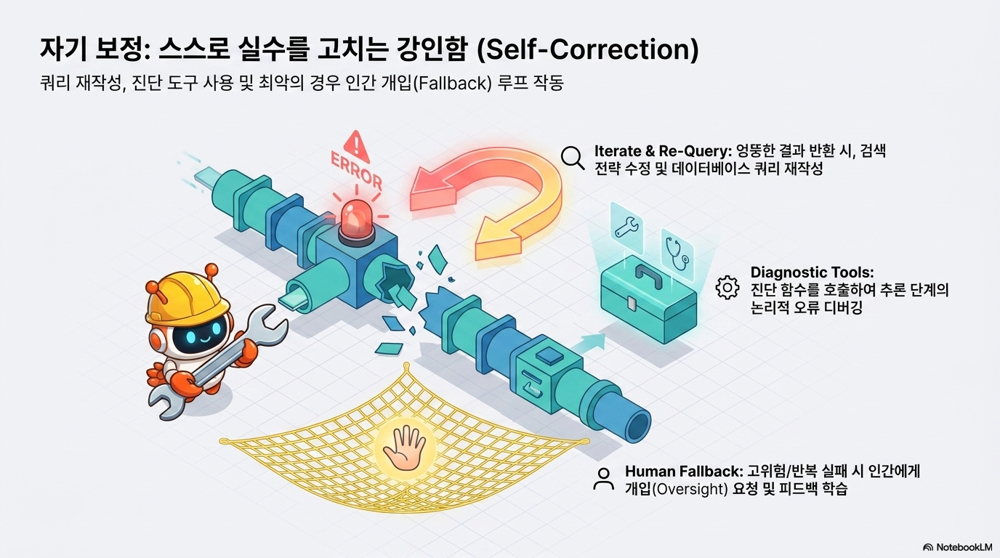 자기 보정: 스스로 실수를 고치는 강인함 (Self-Correction)
쿼리 재작성, 진단 도구 사용 및 최악의 경우 인간 개입(Fallback) 루프 작동
ERROR
Iterate & Re-Query: 엉뚱한 결과 반환 시, 검색
전략 수정 및 데이터베이스 쿼리 재작성
Diagnostic Tools:
진단 함수를 호출하여 추론 단계의
논리적 오류 디버깅
Human Fallback: 고위험/반복 실패 시 인간에게
개입(Oversight) 요청 및 피드백 학습
NotebookLM